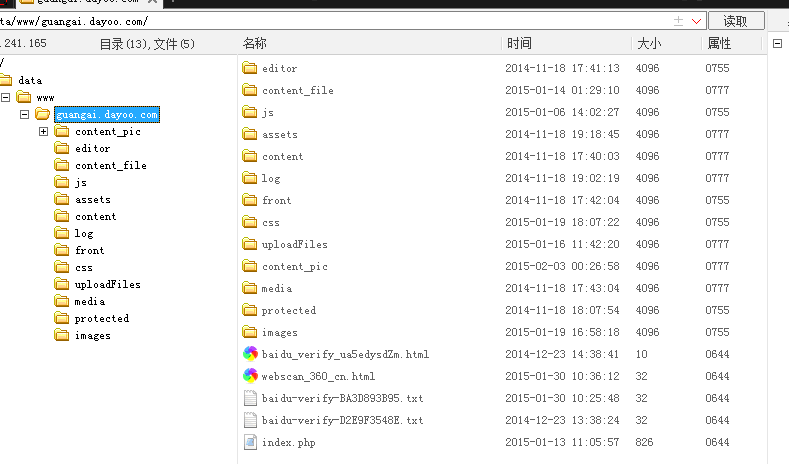 guangai.dayoo.com
ta/www/guangai.dayoo.com/ 读取
.241.165 目录(13),文件(5) 名称 时间 大小 属性
/
data
www
guangai.dayoo.com
content_pic
editor
content_file
js
assets
content
log
front
css
uploadFiles
media
protected
images
editor 2014-11-18 17:41:13 4096 0755
content_file 2015-01-14 01:29:10 4096 0777
js 2015-01-06 14:02:27 4096 0755
assets 2014-11-18 19:18:45 4096 0777
content 2014-11-18 17:40:03 4096 0777
log 2014-11-18 19:02:19 4096 0777
front 2014-11-18 17:42:04 4096 0755
css 2015-01-19 18:07:22 4096 0755
uploadFiles 2015-01-16 11:42:20 4096 0777
content_pic 2015-02-03 00:26:58 4096 0777
media 2014-11-18 17:43:04 4096 0777
protected 2014-11-18 18:07:54 4096 0755
images 2015-01-19 16:58:18 4096 0755
baidu_verify_ua5edysdZm.html 2014-12-23 14:38:41 10 0644
webscan_360_cn.html 2015-01-30 10:36:12 32 0644
baidu-verify-BA3D893B95.txt 2015-01-30 10:25:48 32 0644
baidu-verify-D2E9F3548E.txt 2014-12-23 13:38:24 32 0644
index.php 2015-01-13 11:05:57 826 0644